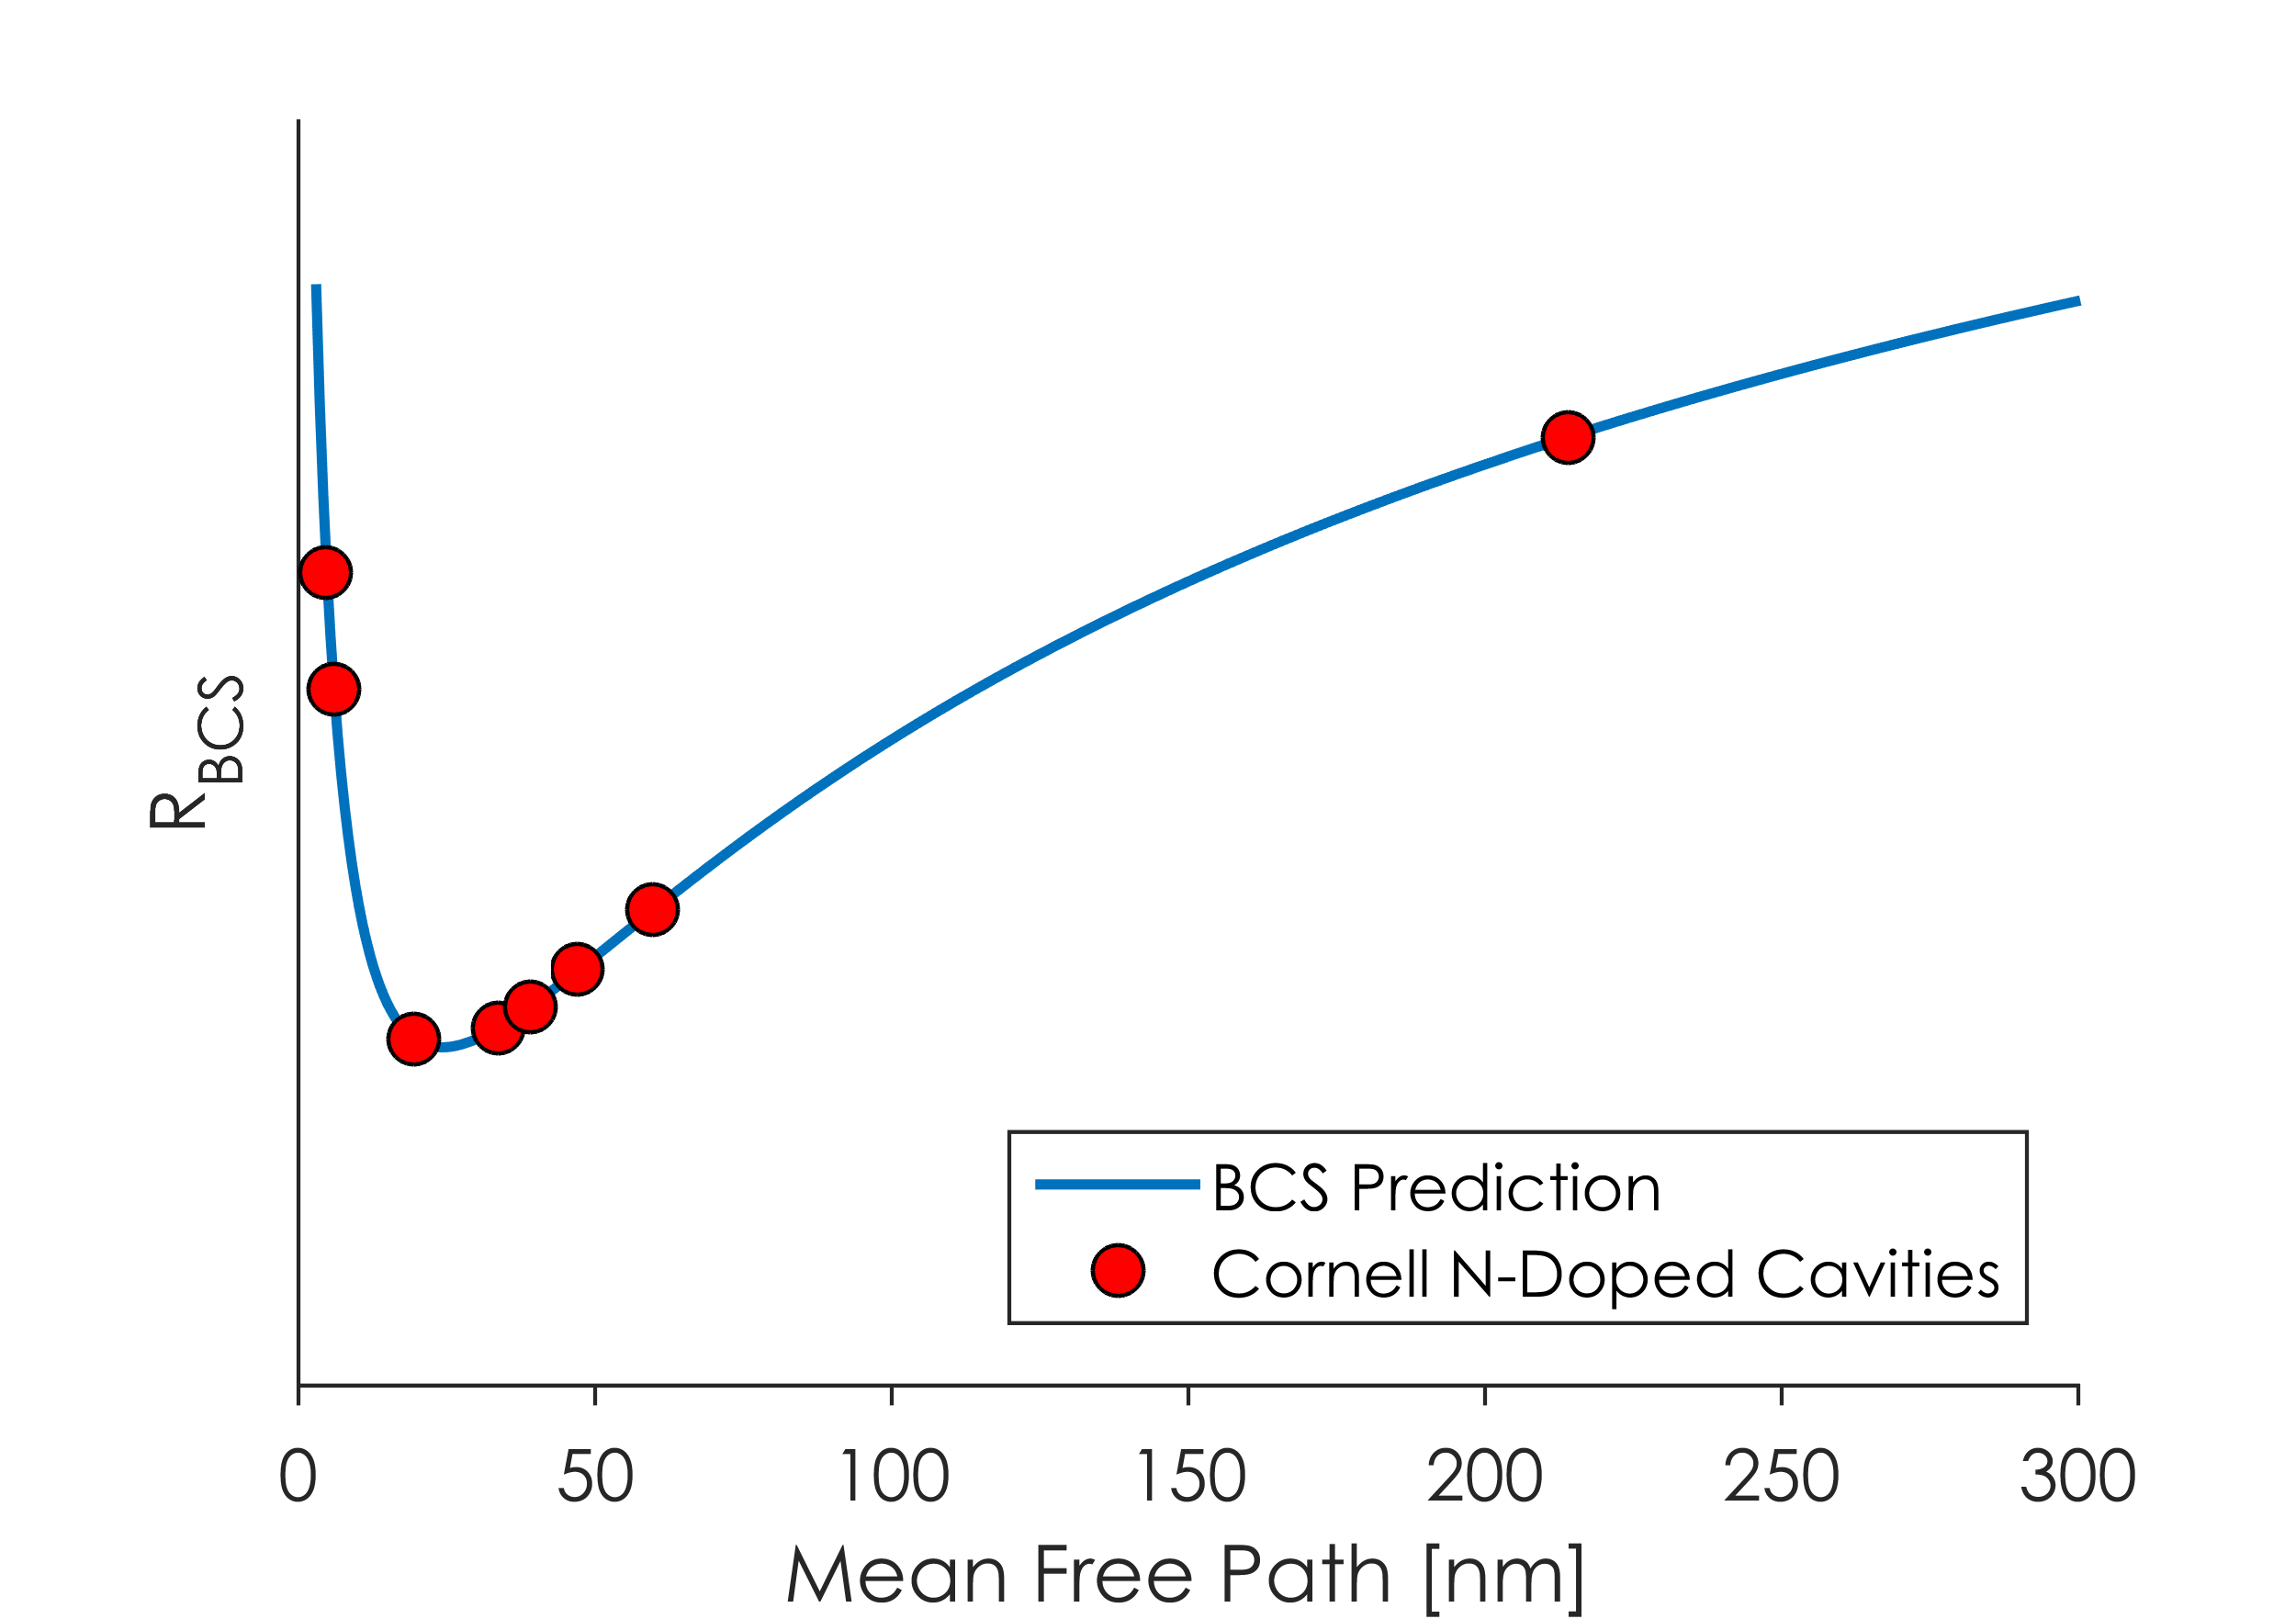 R_BCS
BCS Prediction
Cornell N-Doped Cavities
0 50 100 150 200 250 300
Mean Free Path [nm]